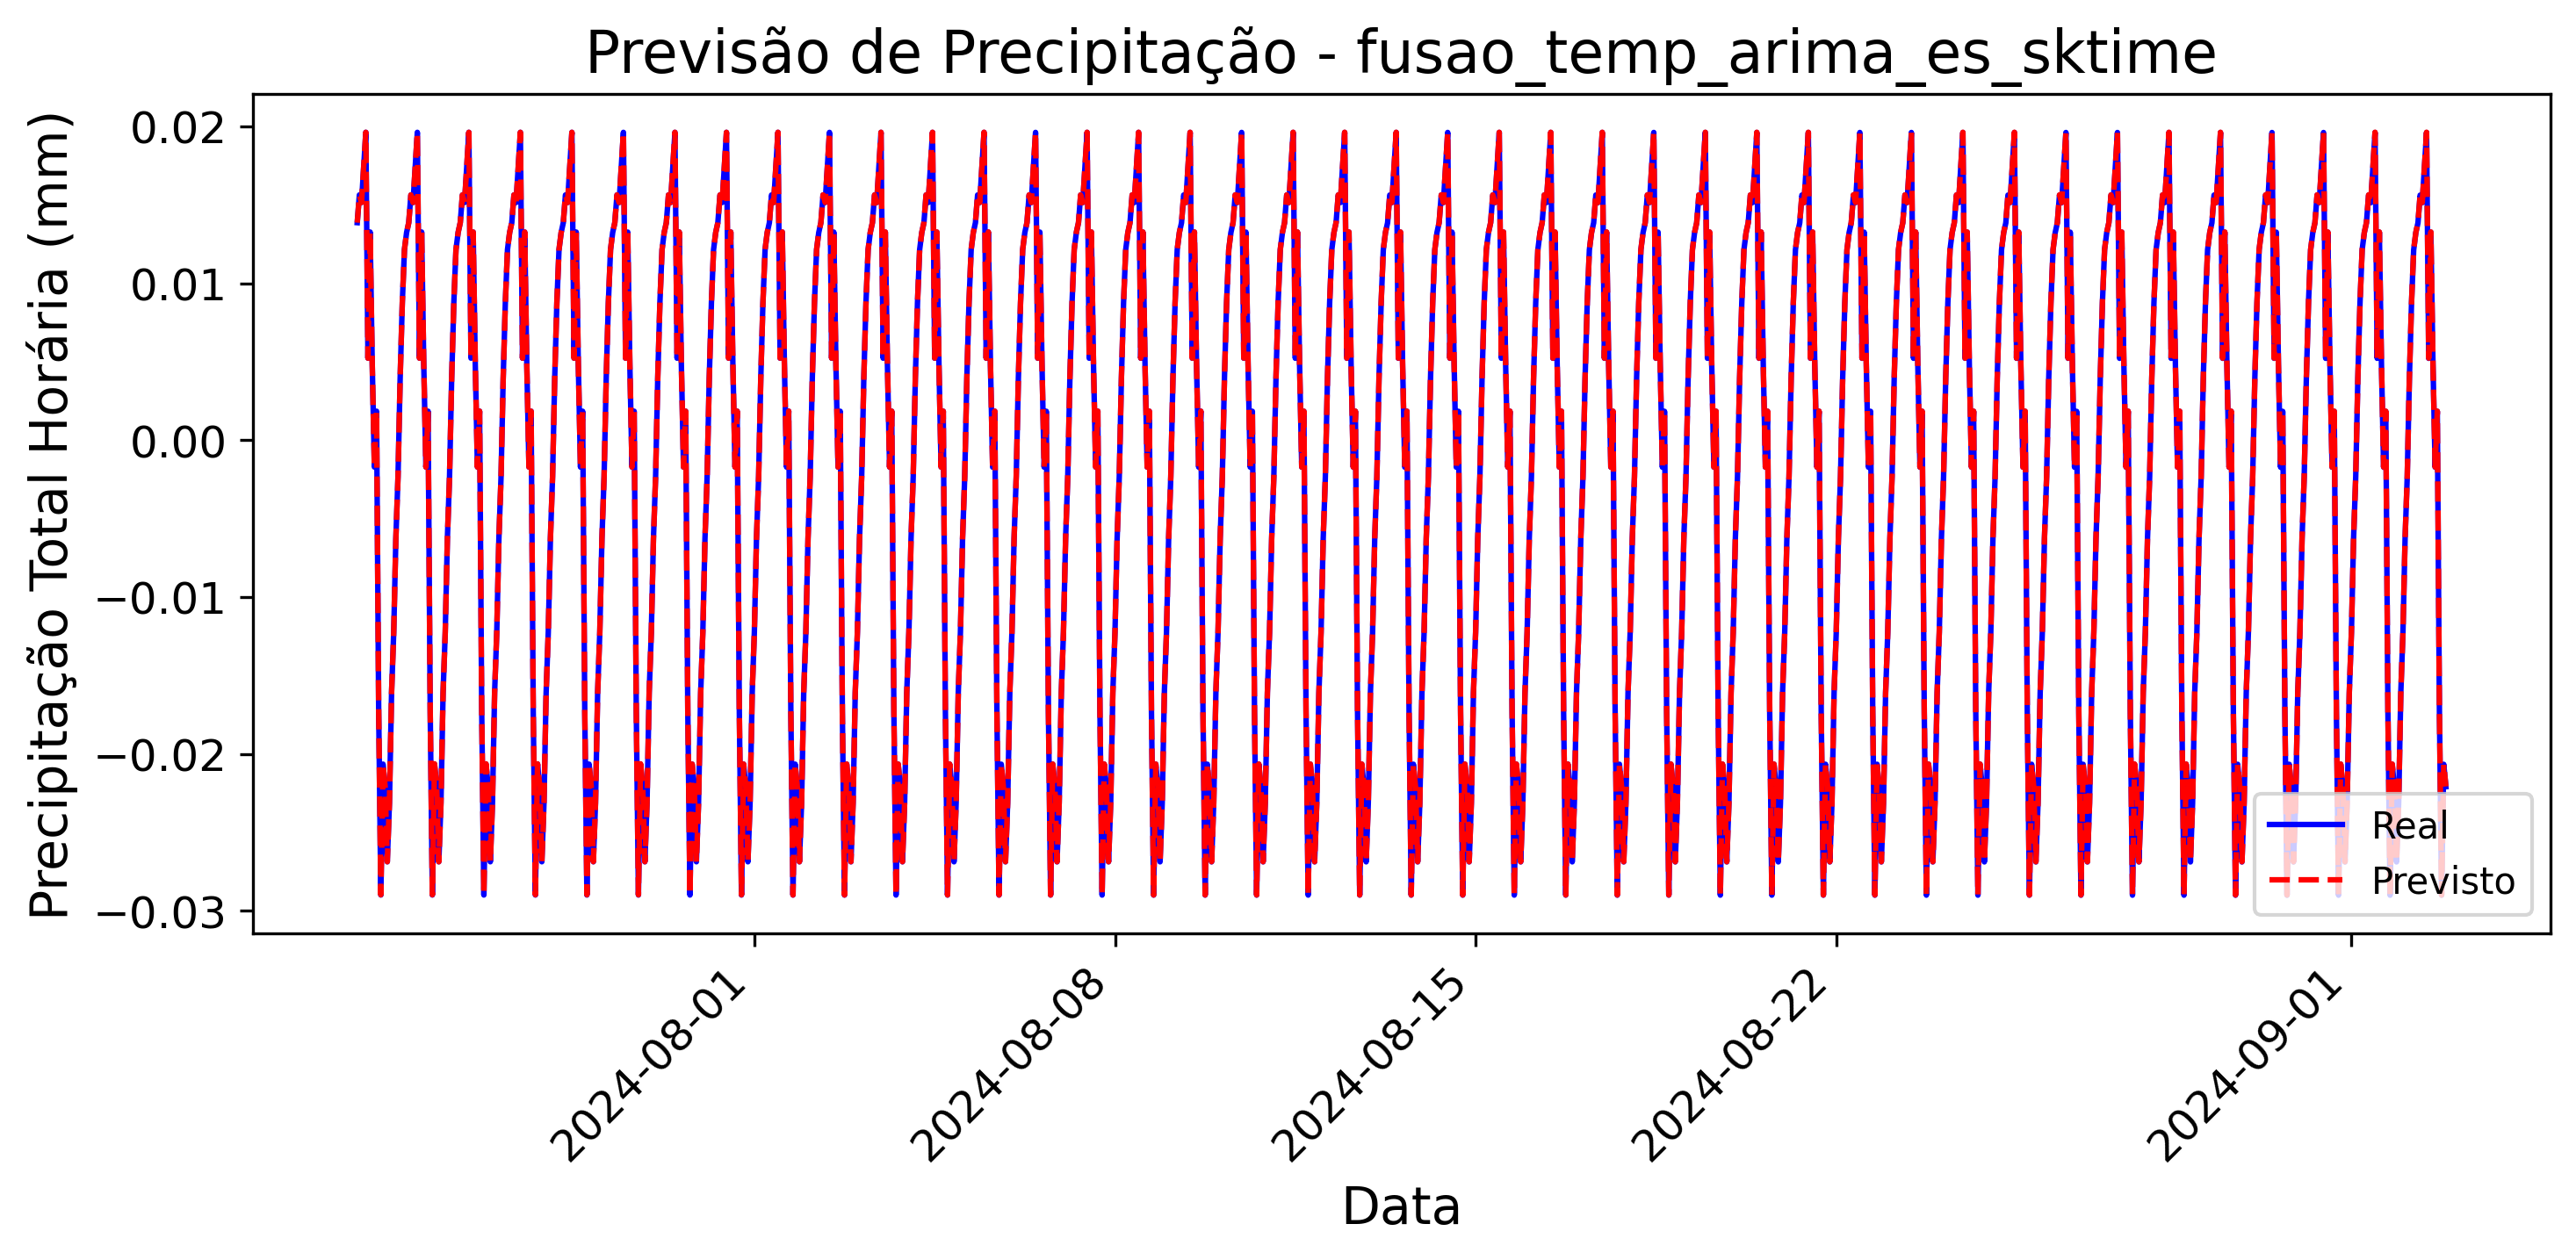 Previsão de Precipitação - fusao_temp_arima_es_sktime
Precipitação Total Horária (mm)
0.02
0.01
0.00
−0.01
−0.02
−0.03
Real
Previsto
2024-08-01
2024-08-08
2024-08-15
2024-08-22
2024-09-01
Data